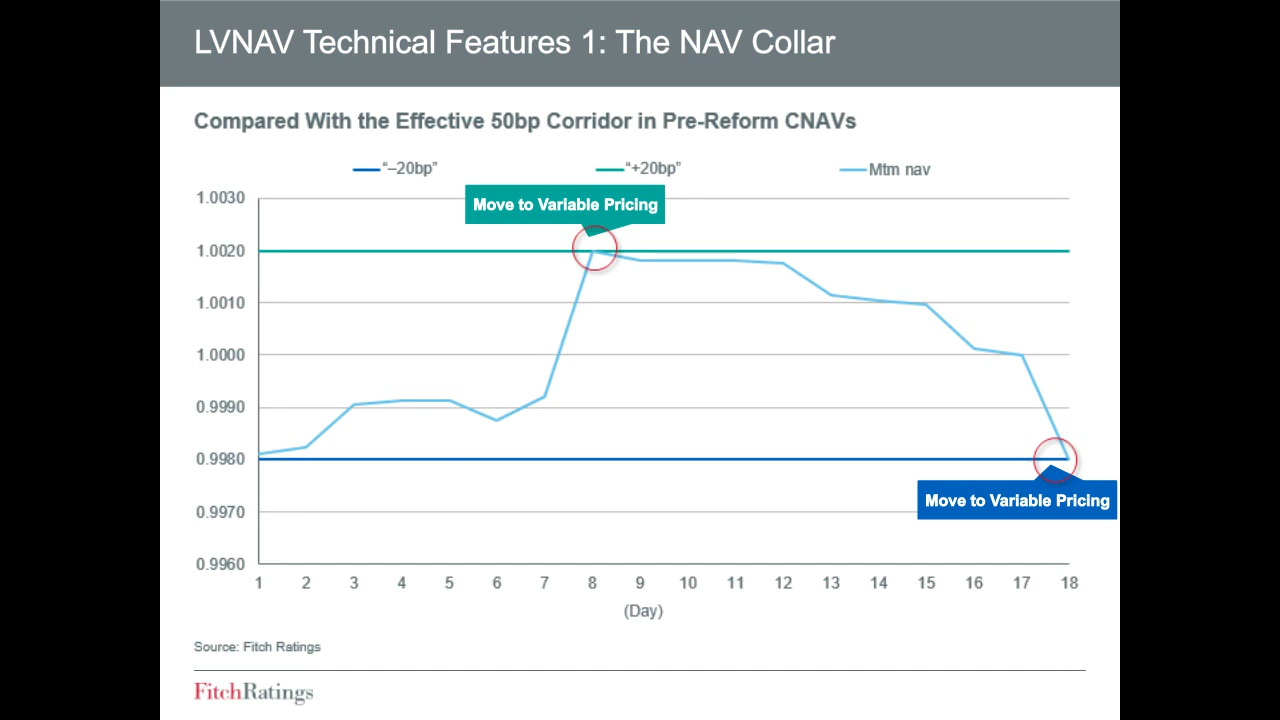 LVNAV Technical Features 1: The NAV Collar
Compared With the Effective 50bp Corridor in Pre-Reform CNAVs
“–20bp” “+20bp” Mtm nav
1.0030
Move to Variable Pricing
1.0020
1.0010
1.0000
0.9990
0.9980
Move to Variable Pricing
0.9970
0.9960
1 2 3 4 5 6 7 8 9 10 11 12 13 14 15 16 17 18
(Day)
Source: Fitch Ratings
FitchRatings